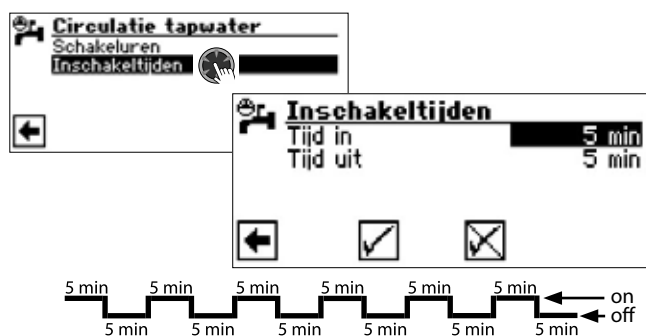 Circulatie tapwater
Schakeluren
Inschakeltijden
Inschakeltijden
Tijd in 5 min
Tijd uit 5 min
5 min 5 min 5 min 5 min 5 min 5 min on
off
5 min 5 min 5 min 5 min 5 min 5 min